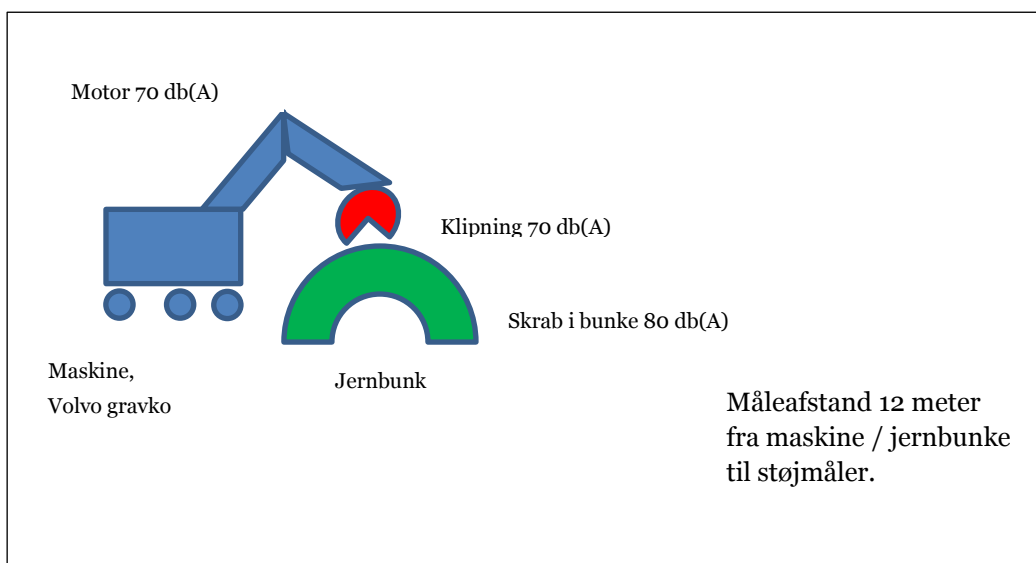 Motor 70 db(A)
Klipning 70 db(A)
Skrab i bunke 80 db(A)
Maskine,
Volvo gravko
Jernbunk
Måleafstand 12 meter
fra maskine / jernbunke
til støjmåler.